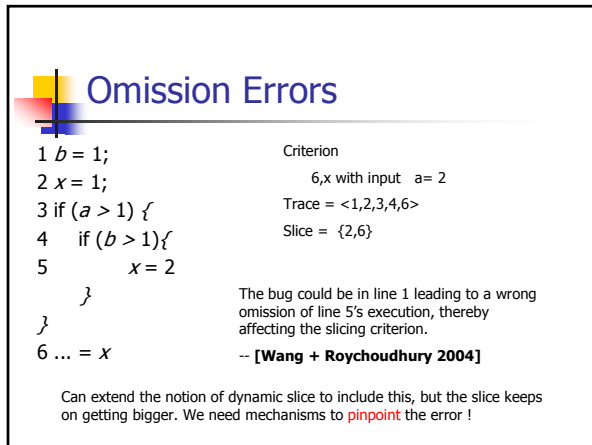 Omission Errors
1 b = 1;
2 x = 1;
3 if (a > 1) {
4 if (b > 1){
5 x = 2
}
}
6 ... = x
Criterion
6,x with input a= 2
Trace = <1,2,3,4,6>
Slice = {2,6}
The bug could be in line 1 leading to a wrong
omission of line 5's execution, thereby
affecting the slicing criterion.
-- [Wang + Roychoudhury 2004]
Can extend the notion of dynamic slice to include this, but the slice keeps
on getting bigger. We need mechanisms to pinpoint the error !